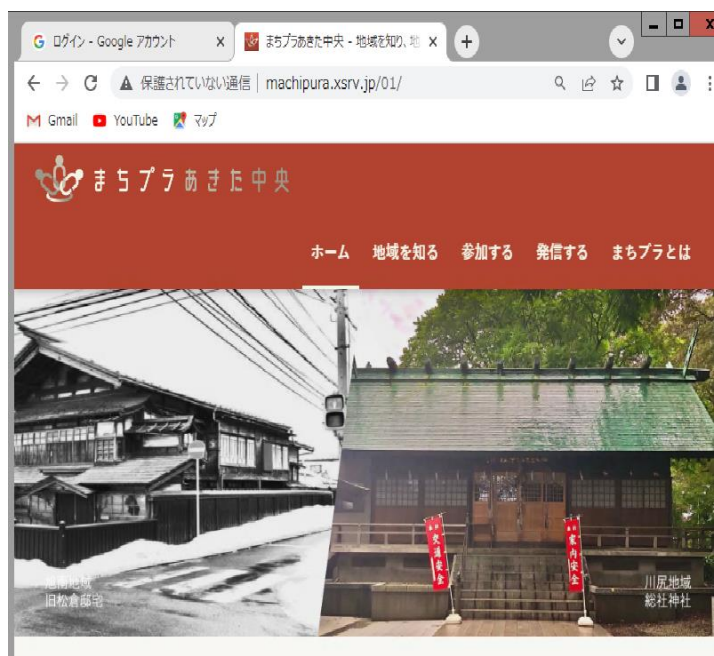 ログイン - Google アカウント
まちプラあきた中央 - 地域を知り、地
保護されていない通信 | machipura.xsrv.jp/01/
Gmail YouTube マップ
まちプラあきた中央
ホーム 地域を知る 参加する 発信する まちプラとは
交通安全
家内安全
旭南地域
旧松倉邸宅
川尻地域
総社神社